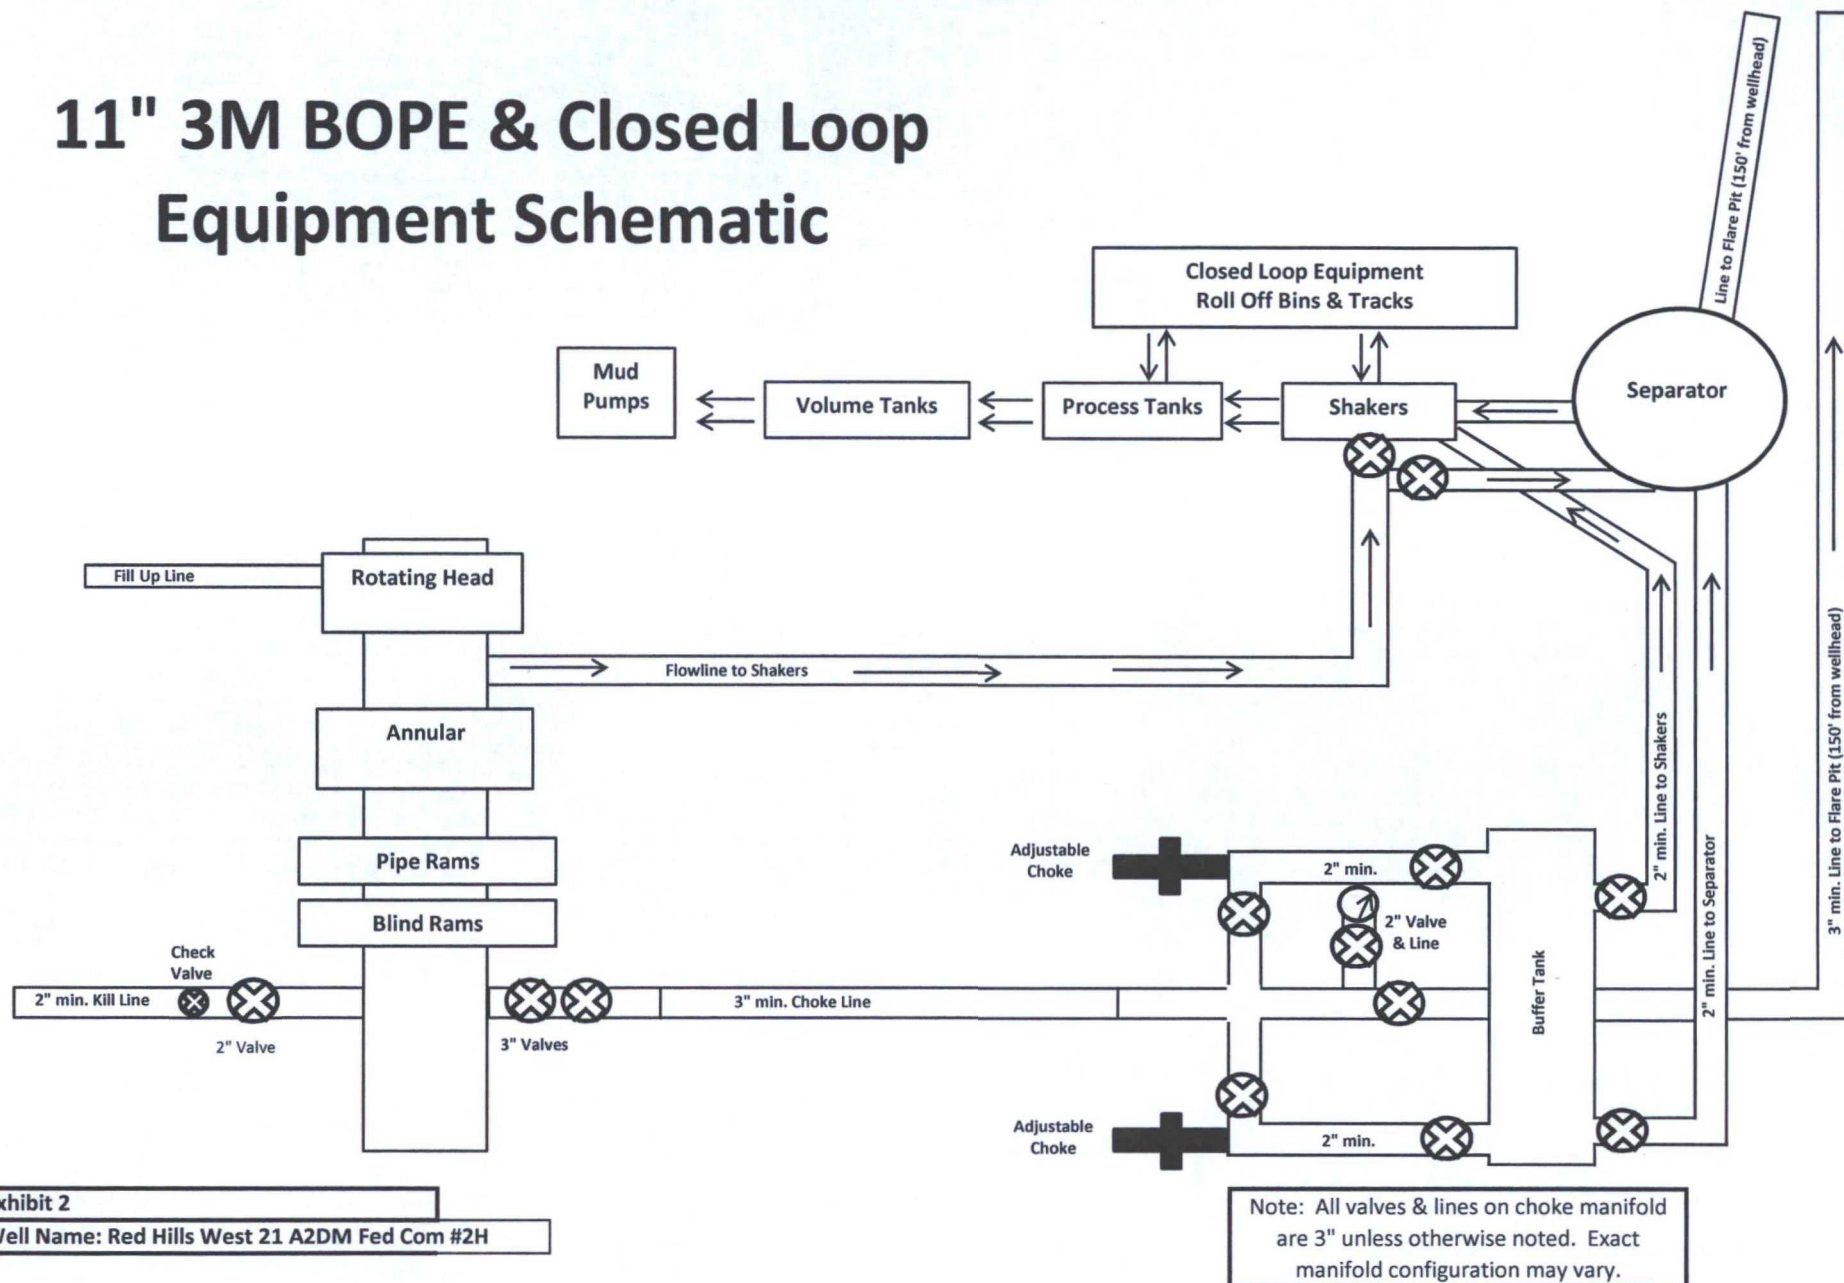 11" 3M BOPE & Closed Loop
Equipment Schematic
Line to Flare Pit (150' from wellhead)
Closed Loop Equipment
Roll Off Bins & Tracks
Mud
Pumps
Volume Tanks
Process Tanks
Shakers
Separator
Fill Up Line
Rotating Head
Flowline to Shakers
Annular
Pipe Rams
Blind Rams
Check
Valve
2" min. Kill Line
2" Valve
3" Valves
3" min. Choke Line
Adjustable
Choke
2" min.
2" Valve
& Line
Buffer Tank
Adjustable
Choke
2" min.
2" min. Line to Shakers
2" min. Line to Separator
3" min. Line to Flare Pit (150' from wellhead)
xhibit 2
Well Name: Red Hills West 21 A2DM Fed Com #2H
Note: All valves & lines on choke manifold
are 3" unless otherwise noted. Exact
manifold configuration may vary.